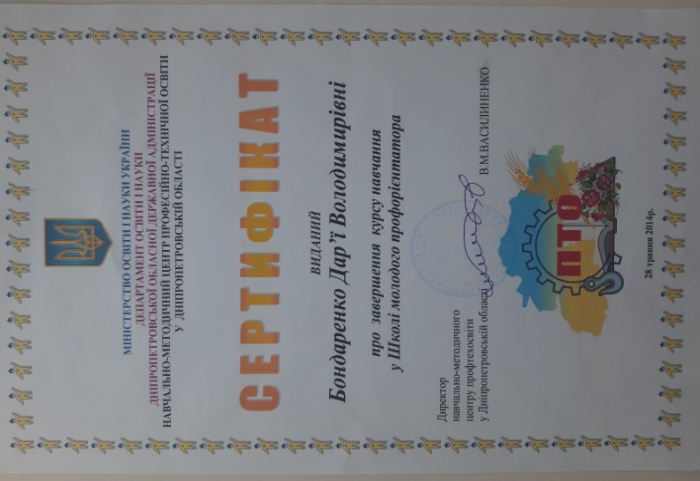 МІНІСТЕРСТВО ОСВІТИ І НАУКИ УКРАЇНИ
ДЕПАРТАМЕНТ ОСВІТИ І НАУКИ
ДНІПРОПЕТРОВСЬКОЇ ОБЛАСНОЇ ДЕРЖАВНОЇ АДМІНІСТРАЦІЇ
НАВЧАЛЬНО-МЕТОДИЧНИЙ ЦЕНТР ПРОФЕСІЙНО-ТЕХНІЧНОЇ ОСВІТИ
У ДНІПРОПЕТРОВСЬКІЙ ОБЛАСТІ
СЕРТИФІКАТ
ВИДАНИЙ
Бондаренко Дар'ї Володимирівні
про завершення курсу навчання
у Школі молодого профорієнтатора
Директор
навчально-методичного
центру профтехосвіти
у Дніпропетровській області
В.М.ВАСИЛИНЕНКО
ПТО
28 травня 2014р.